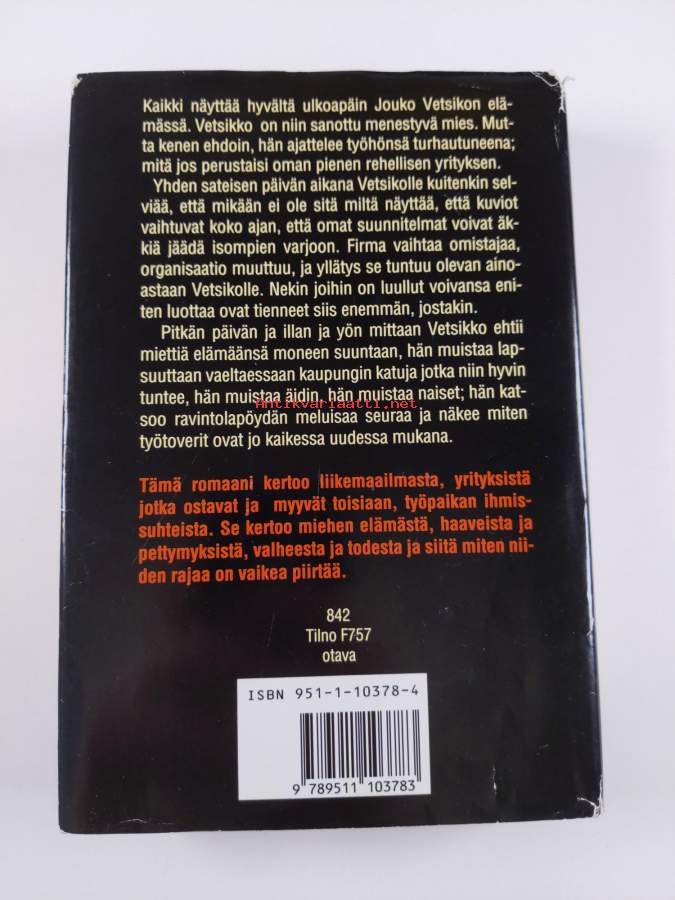 Kaikki näyttää hyvältä ulkoapäin Jouko Vetsikon elä-
mässä. Vetsikko on niin sanottu menestyvä mies. Mut-
ta kenen ehdoin, hän ajattelee työhönsä turhautuneena;
mitä jos perustaisi oman pienen rehellisen yrityksen.
Yhden sateisen päivän aikana Vetsikolle kuitenkin sel-
viää, että mikään ei ole sitä miltä näyttää, että kuviot
vaihtuvat koko ajan, että omat suunnitelmat voivat äk-
kiä jäädä isompien varjoon. Firma vaihtaa omistajaa,
organisaatio muuttuu, ja yllätys se tuntuu olevan aino-
astaan Vetsikolle. Nekin joihin on luullut voivansa eni-
ten luottaa ovat tienneet siis enemmän, jostakin.
Pitkän päivän ja illan ja yön mittaan Vetsikko ehtii
miettiä elämäänsä moneen suuntaan, hän muistaa lap-
suuttaan vaeltaessaan kaupungin katuja jotka niin hyvin
tuntee, hän muistaa äidin, hän muistaa naiset; hän kat-
Antikvariaatti.net
soo ravintolapöydän meluisaa seuraa ja näkee miten
työtoverit ovat jo kaikessa uudessa mukana.
Tämä romaani kertoo liikemaailmasta, yrityksistä
jotka ostavat ja myyvät toisiaan, työpaikan ihmis-
suhteista. Se kertoo miehen elämästä, haaveista ja
pettymyksistä, valheesta ja todesta ja siitä miten nii-
den rajaa on vaikea piirtää.
842
Tilno F757
otava
ISBN 951-1-10378-4
9 789511 103783